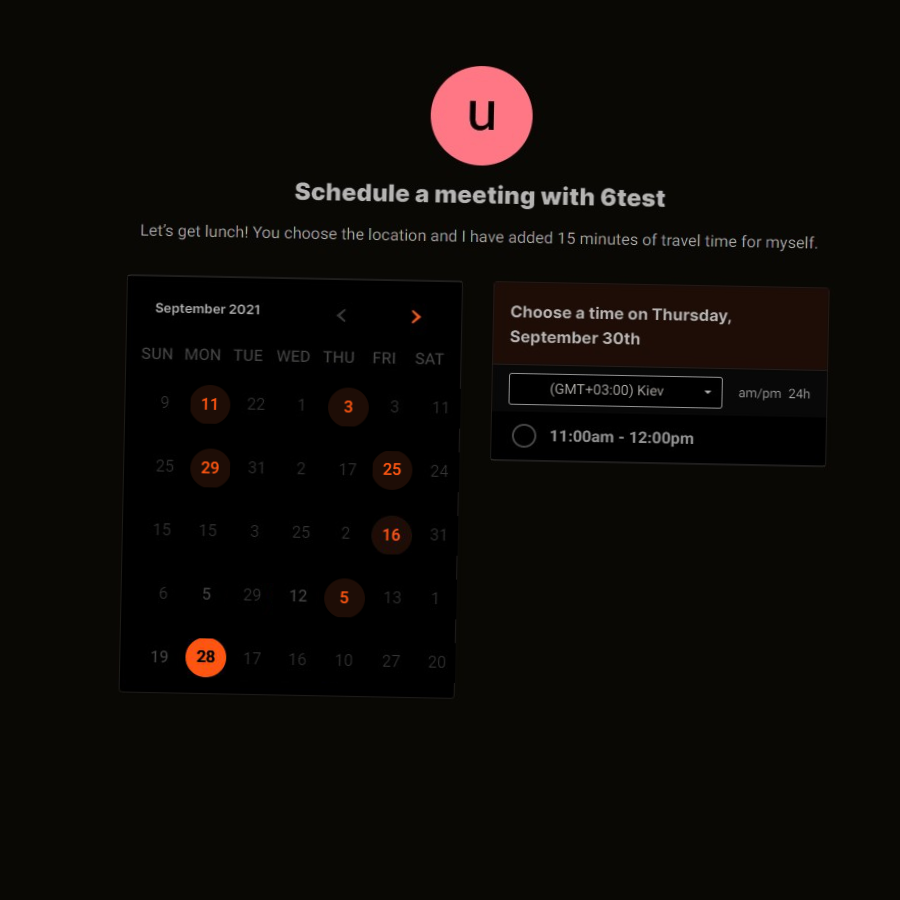 u
Schedule a meeting with 6test
Let's get lunch! You choose the location and I have added 15 minutes of travel time for myself.
September 2021
SUN MON TUE WED THU FRI SAT
9 11 22 1 3 3 11
25 29 31 2 17 25 24
15 15 3 25 2 16 31
6 5 29 12 5 13 1
19 28 17 16 10 27 20
Choose a time on Thursday,
September 30th
(GMT+03:00) Kiev
am/pm 24h
11:00am - 12:00pm